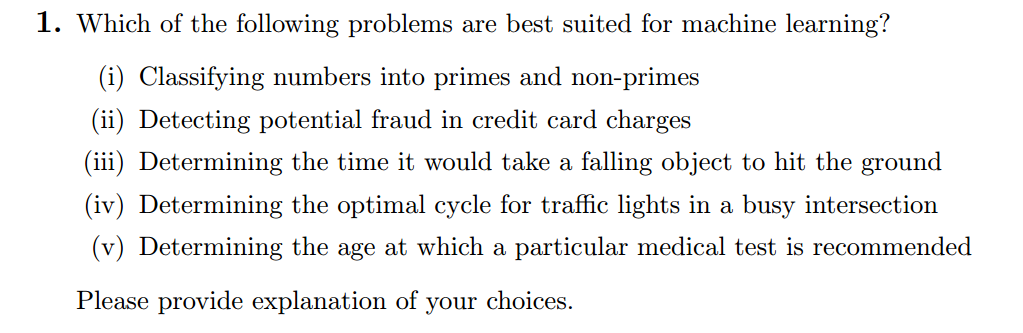 1. Which of the following problems are best suited for machine learning?
(i) Classifying numbers into primes and non-primes
(ii) Detecting potential fraud in credit card charges
(iii) Determining the time it would take a falling object to hit the ground
(iv) Determining the optimal cycle for traffic lights in a busy intersection
(v) Determining the age at which a particular medical test is recommended
Please provide explanation of your choices.